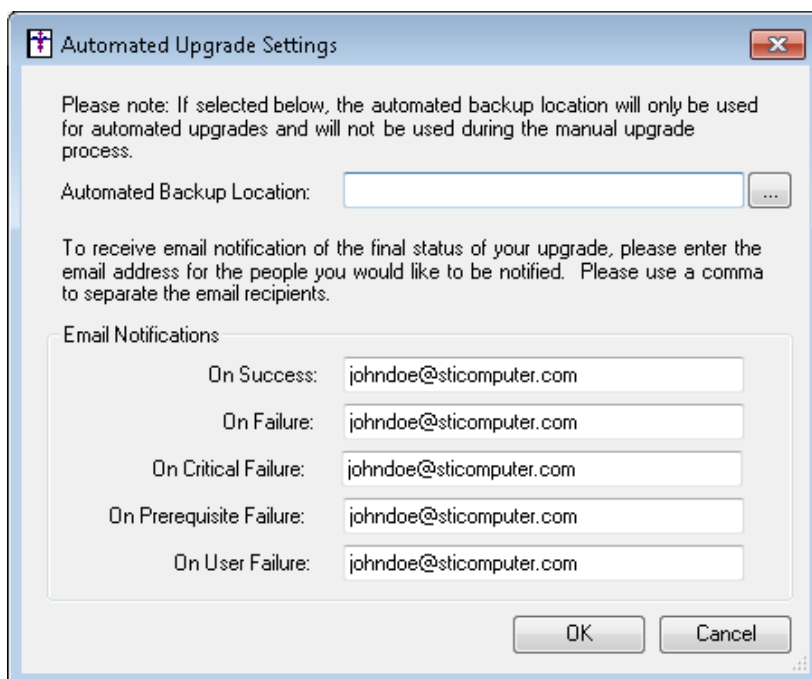 Automated Upgrade Settings
Please note: If selected below, the automated backup location will only be used
for automated upgrades and will not be used during the manual upgrade
process.
Automated Backup Location:
...
To receive email notification of the final status of your upgrade, please enter the
email address for the people you would like to be notified.  Please use a comma
to separate the email recipients.
Email Notifications
On Success: johndoe@sticomputer.com
On Failure: johndoe@sticomputer.com
On Critical Failure: johndoe@sticomputer.com
On Prerequisite Failure: johndoe@sticomputer.com
On User Failure: johndoe@sticomputer.com
OK Cancel